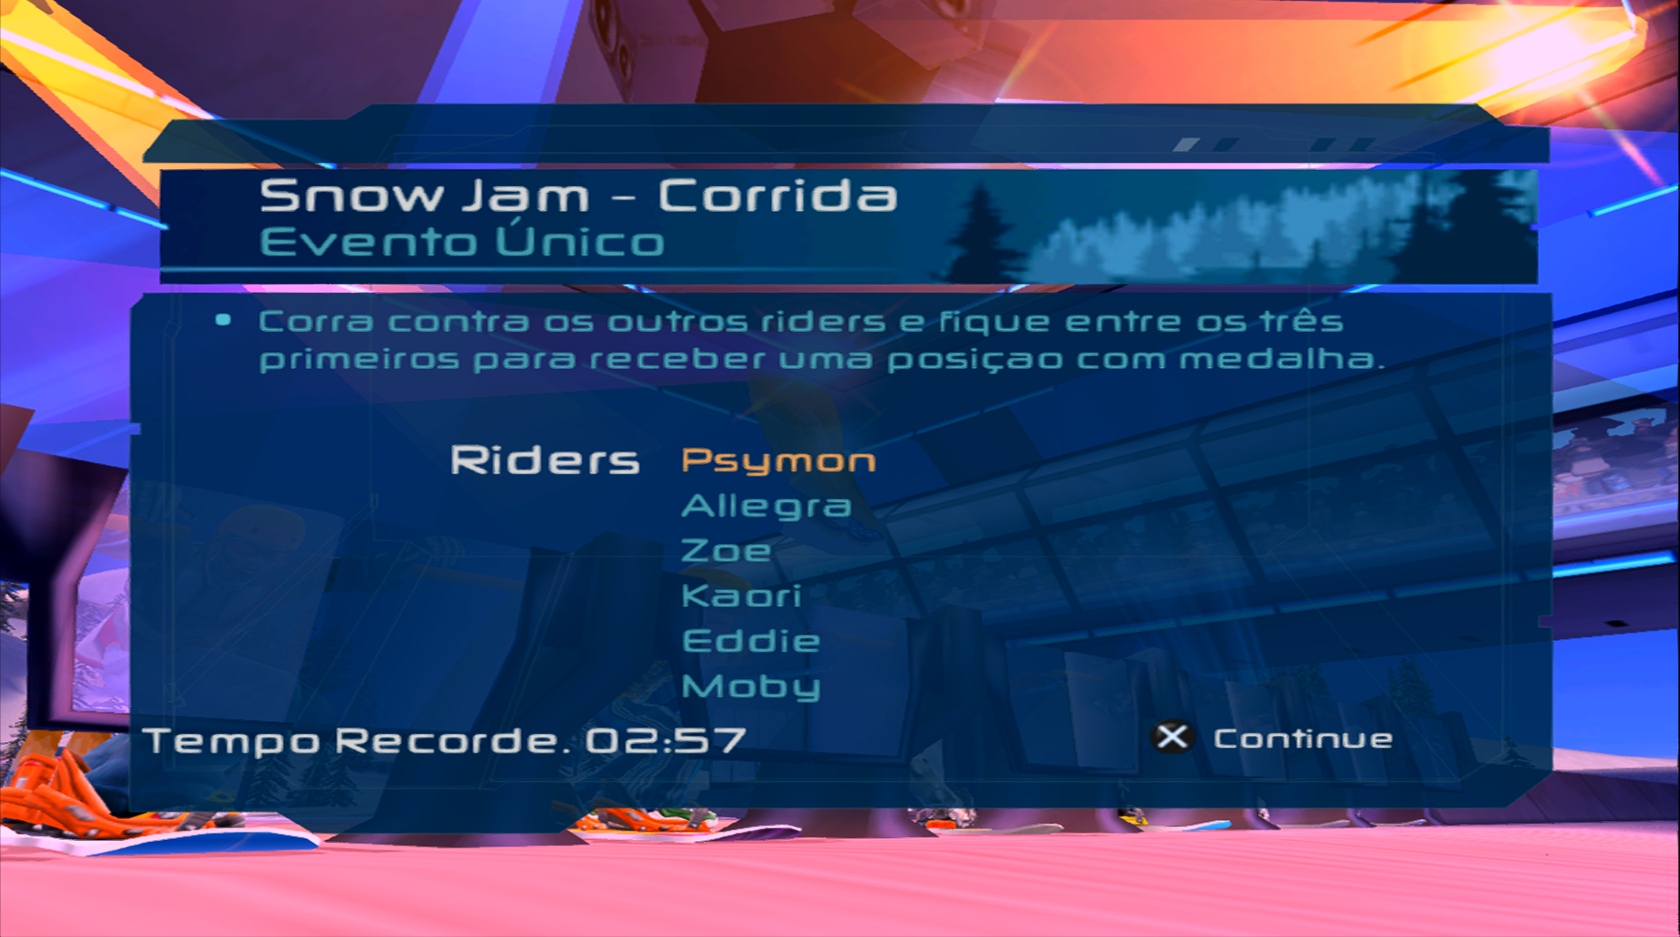 Snow Jam - Corrida
Evento Único
• Corra contra os outros riders e fique entre os três
primeiros para receber uma posiçao com medalha.
Riders Psymon
Allegra
Zoe
Kaori
Eddie
Moby
Tempo Recorde. 02:57
Continue